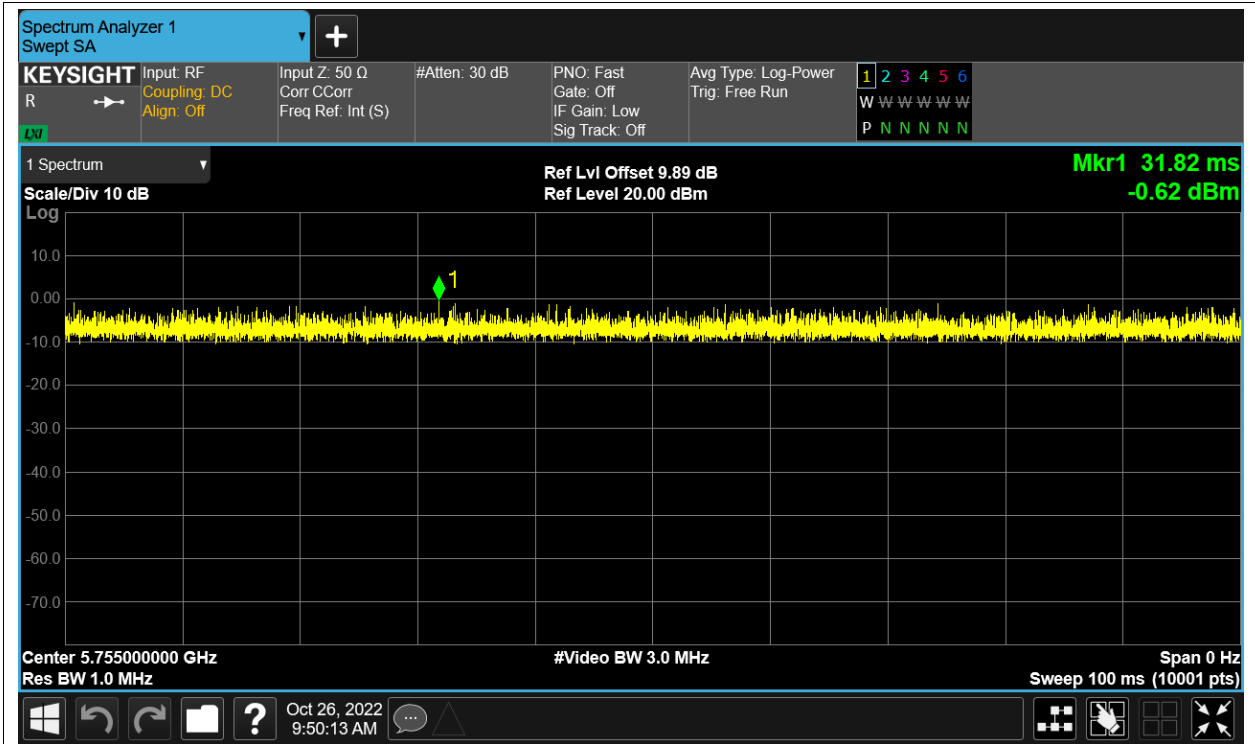 Spectrum Analyzer 1
Swept SA
KEYSIGHT
R
LXI
Input: RF
Coupling: DC
Align: Off
Input Z: 50 Ω
Corr CCorr
Freq Ref: Int (S)
#Atten: 30 dB
PNO: Fast
Gate: Off
IF Gain: Low
Sig Track: Off
Avg Type: Log-Power
Trig: Free Run
1 2 3 4 5 6
W W W W W W
P N N N N N
1 Spectrum
Scale/Div 10 dB
Ref Lvl Offset 9.89 dB
Ref Level 20.00 dBm
Mkr1 31.82 ms
-0.62 dBm
Log
10.0
0.00
-10.0
-20.0
-30.0
-40.0
-50.0
-60.0
-70.0
1
Center 5.755000000 GHz
Res BW 1.0 MHz
#Video BW 3.0 MHz
Span 0 Hz
Sweep 100 ms (10001 pts)
?
Oct 26, 2022
9:50:13 AM